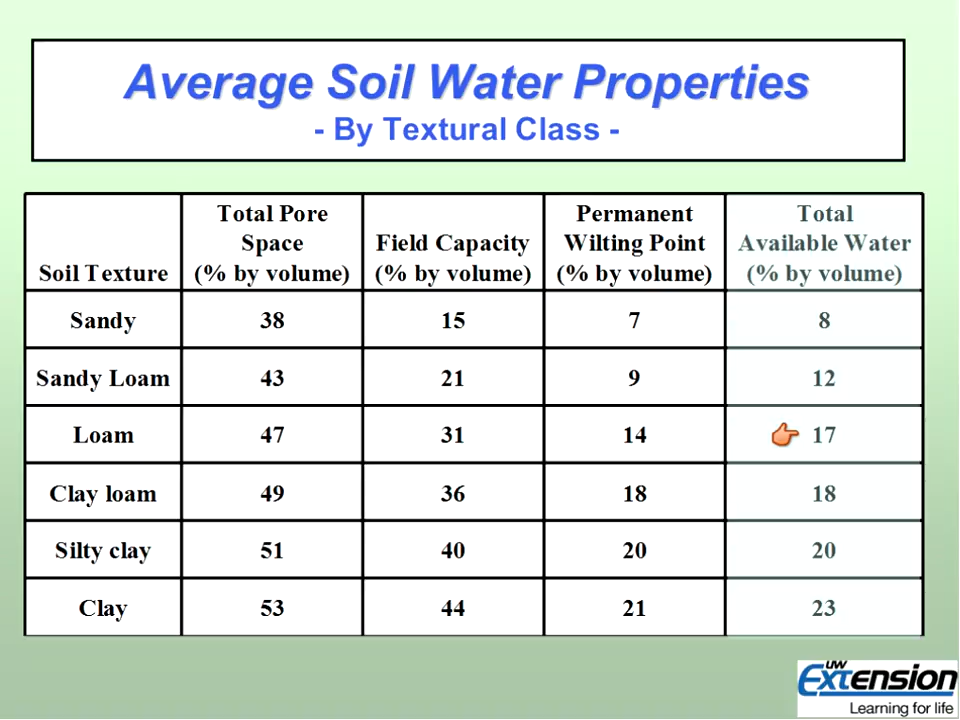 Average Soil Water Properties
- By Textural Class -
Soil Texture Total Pore Space (% by volume) Field Capacity (% by volume) Permanent Wilting Point (% by volume) Total Available Water (% by volume)
Sandy 38 15 7 8
Sandy Loam 43 21 9 12
Loam 47 31 14 17
Clay loam 49 36 18 18
Silty clay 51 40 20 20
Clay 53 44 21 23
UW
Extension
Learning for life